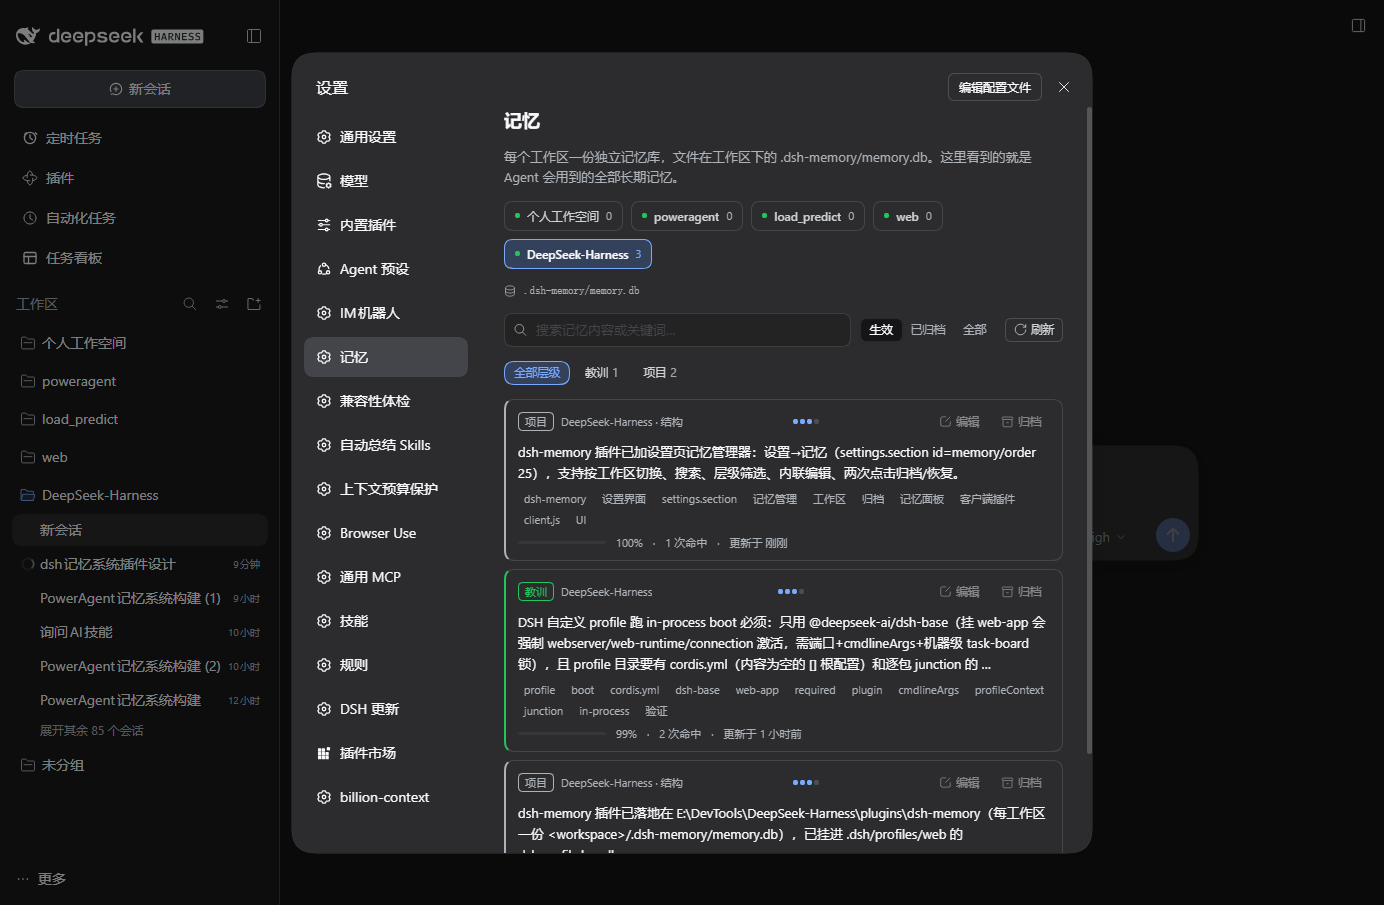 deepseek HARNESS
新会话
定时任务
插件
自动化任务
任务看板
工作区
个人工作空间
poweragent
load_predict
web
DeepSeek-Harness
新会话
dsh记忆系统插件设计 9分钟
PowerAgent记忆系统构建 (1) 9小时
询问AI技能 10小时
PowerAgent记忆系统构建 (2) 10小时
PowerAgent记忆系统构建 12小时
展开其余 85 个会话
未分组
··· 更多
设置
编辑配置文件
通用设置
模型
内置插件
Agent 预设
IM机器人
记忆
兼容性体检
自动总结 Skills
上下文预算保护
Browser Use
通用 MCP
技能
规则
DSH 更新
插件市场
billion-context
记忆
每个工作区一份独立记忆库，文件在工作区下的 .dsh-memory/memory.db。这里看到的就是
Agent 会用到的全部长期记忆。
个人工作空间 0 poweragent 0 load_predict 0 web 0
DeepSeek-Harness 3
.dsh-memory/memory.db
搜索记忆内容或关键词... 生效 已归档 全部 刷新
全部层级 教训 1 项目 2
项目 DeepSeek-Harness · 结构 编辑 归档
dsh-memory 插件已加设置页记忆管理器：设置→记忆（settings.section id=memory/order
25），支持按工作区切换、搜索、层级筛选、内联编辑、两次点击归档/恢复。
dsh-memory 设置界面 settings.section 记忆管理 工作区 归档 记忆面板 客户端插件
client.js UI
100% · 1 次命中 · 更新于 刚刚
教训 DeepSeek-Harness 编辑 归档
DSH 自定义 profile 跑 in-process boot 必须：只用 @deepseek-ai/dsh-base（挂 web-app 会
强制 webserver/web-runtime/connection 激活，需端口+cmdlineArgs+机器级 task-board
锁），且 profile 目录要有 cordis.yml（内容为空的 [] 根配置）和逐包 junction 的 ...
profile boot cordis.yml dsh-base web-app required plugin cmdlineArgs profileContext
junction in-process 验证
99% · 2 次命中 · 更新于 1 小时前
项目 DeepSeek-Harness · 结构 编辑 归档
dsh-memory 插件已落地在 E:\DevTools\DeepSeek-Harness\plugins\dsh-memory（每工作区
一份 <workspace>/.dsh-memory/memory.db），已挂进 .dsh/profiles/web 的
igh